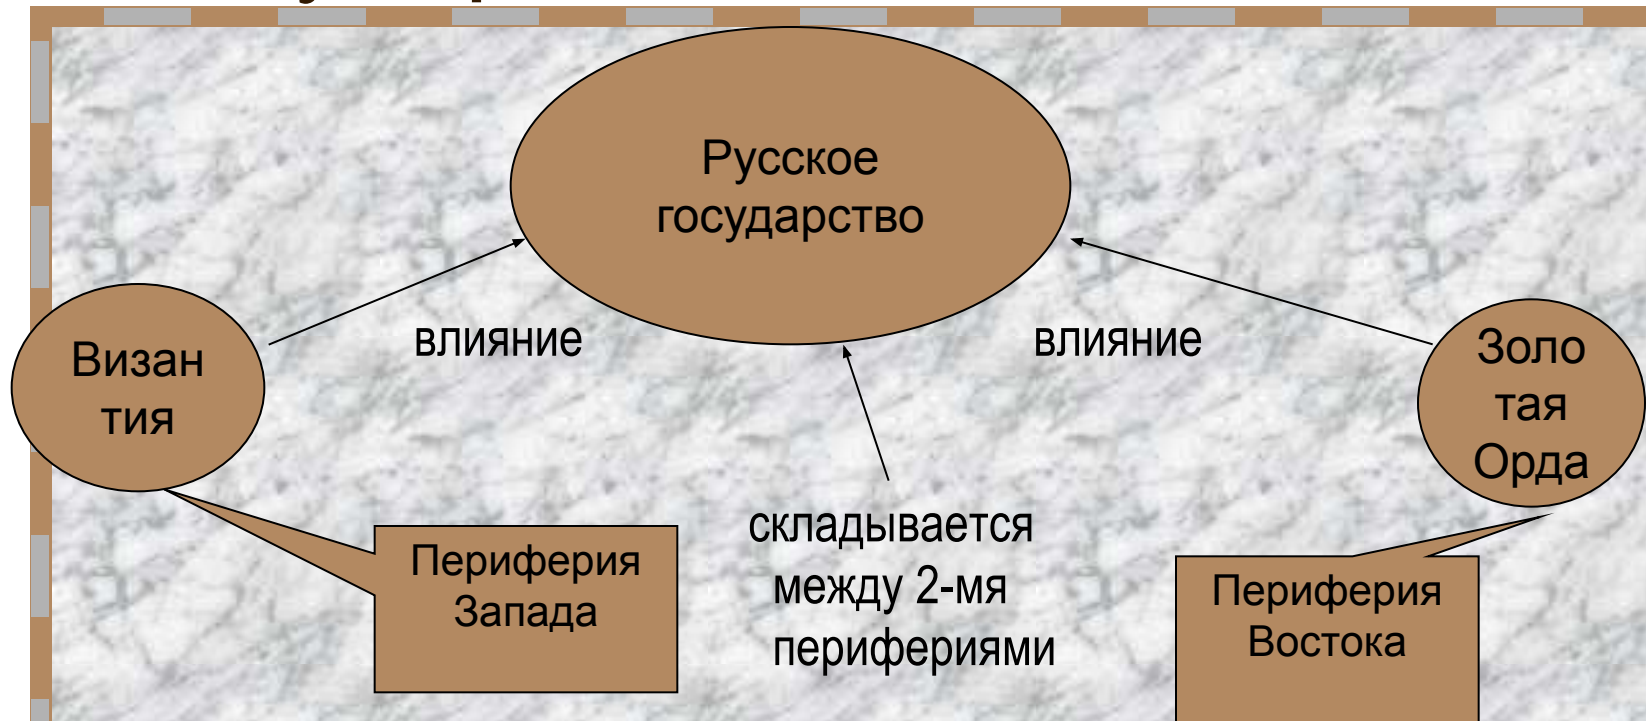 Русское
государство
влияние
влияние
Визан
тия
Золо
тая
Орда
складывается
между 2-мя
перифериями
Периферия
Запада
Периферия
Востока